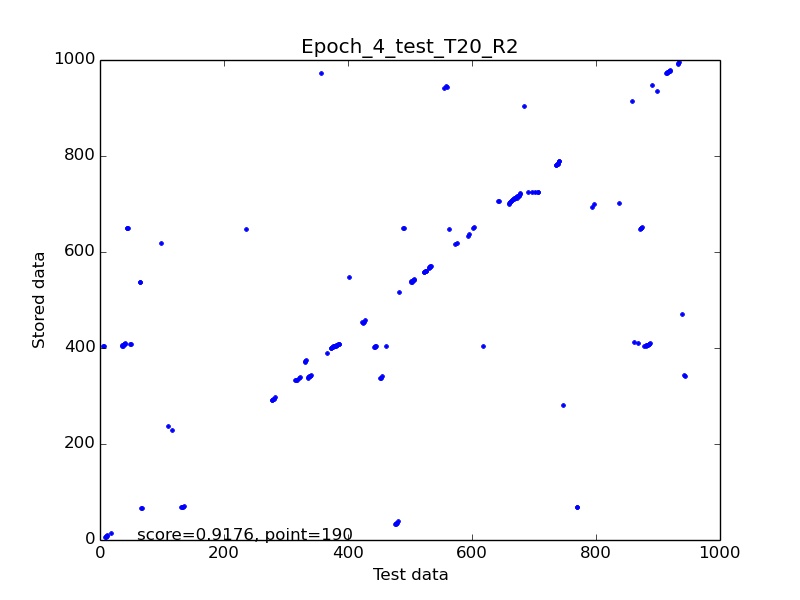 Epoch_4_test_T20_R2
1000
800
600
400
200
0
Stored data
score=0.9176, point=190
0 200 400 600 800 1000
Test data